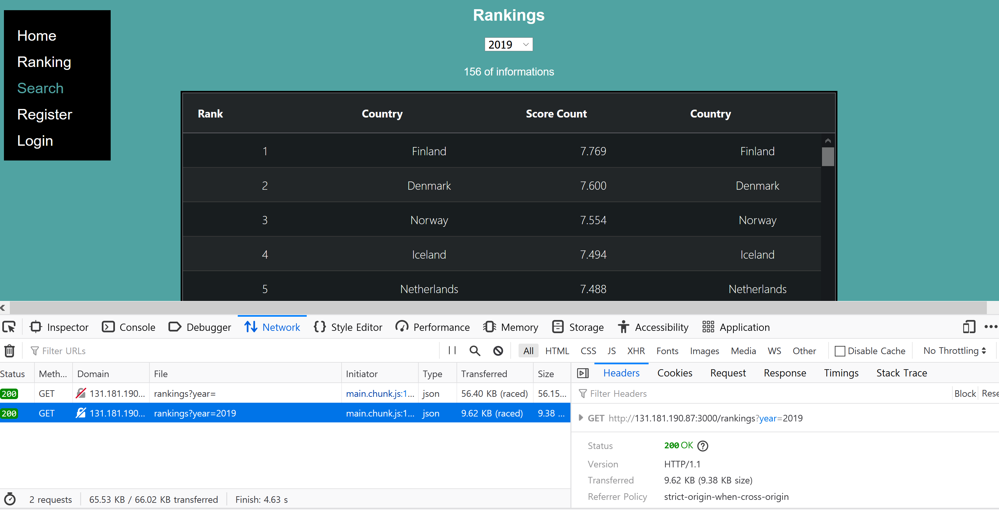 Rankings
Home
Ranking
Search
Register
Login
2019
156 of informations
Rank Country Score Count Country
1 Finland 7.769 Finland
2 Denmark 7.600 Denmark
3 Norway 7.554 Norway
4 Iceland 7.494 Iceland
5 Netherlands 7.488 Netherlands
Inspector Console Debugger Network Style Editor Performance Memory Storage Accessibility Application
Filter URLs All HTML CSS JS XHR Fonts Images Media WS Other Disable Cache No Throttling
Status Meth... Domain File Initiator Type Transferred Size
200 GET 131.181.190... rankings?year= main.chunk.js:1... json 56.40 KB (raced) 56.15...
200 GET 131.181.190... rankings?year=2019 main.chunk.js:1... json 9.62 KB (raced) 9.38 ...
2 requests 65.53 KB / 66.02 KB transferred Finish: 4.63 s
Headers Cookies Request Response Timings Stack Trace
Filter Headers Block Rese
GET http://131.181.190.87:3000/rankings?year=2019
Status 200 OK
Version HTTP/1.1
Transferred 9.62 KB (9.38 KB size)
Referrer Policy strict-origin-when-cross-origin